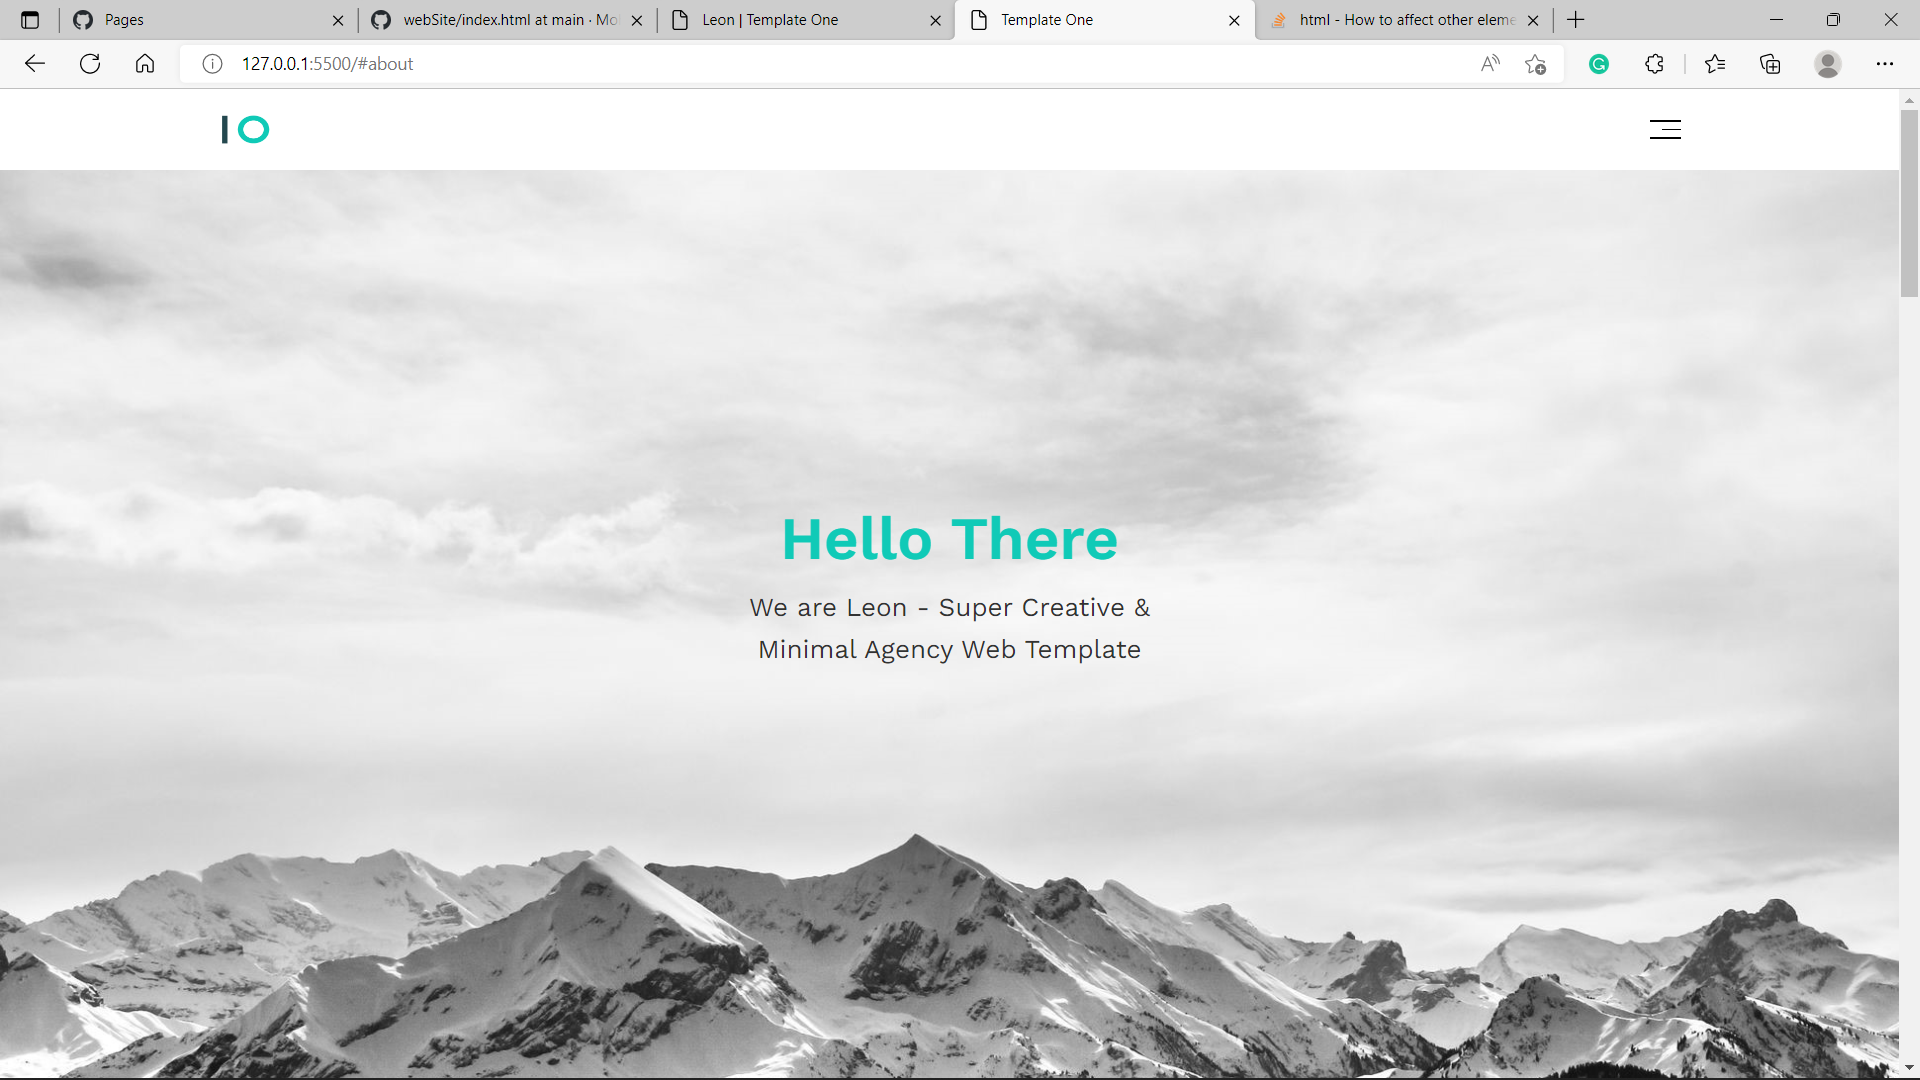 Pages
webSite/index.html at main · Mo
Leon | Template One
Template One
html - How to affect other eleme
127.0.0.1:5500/#about
IO
Hello There
We are Leon - Super Creative &
Minimal Agency Web Template